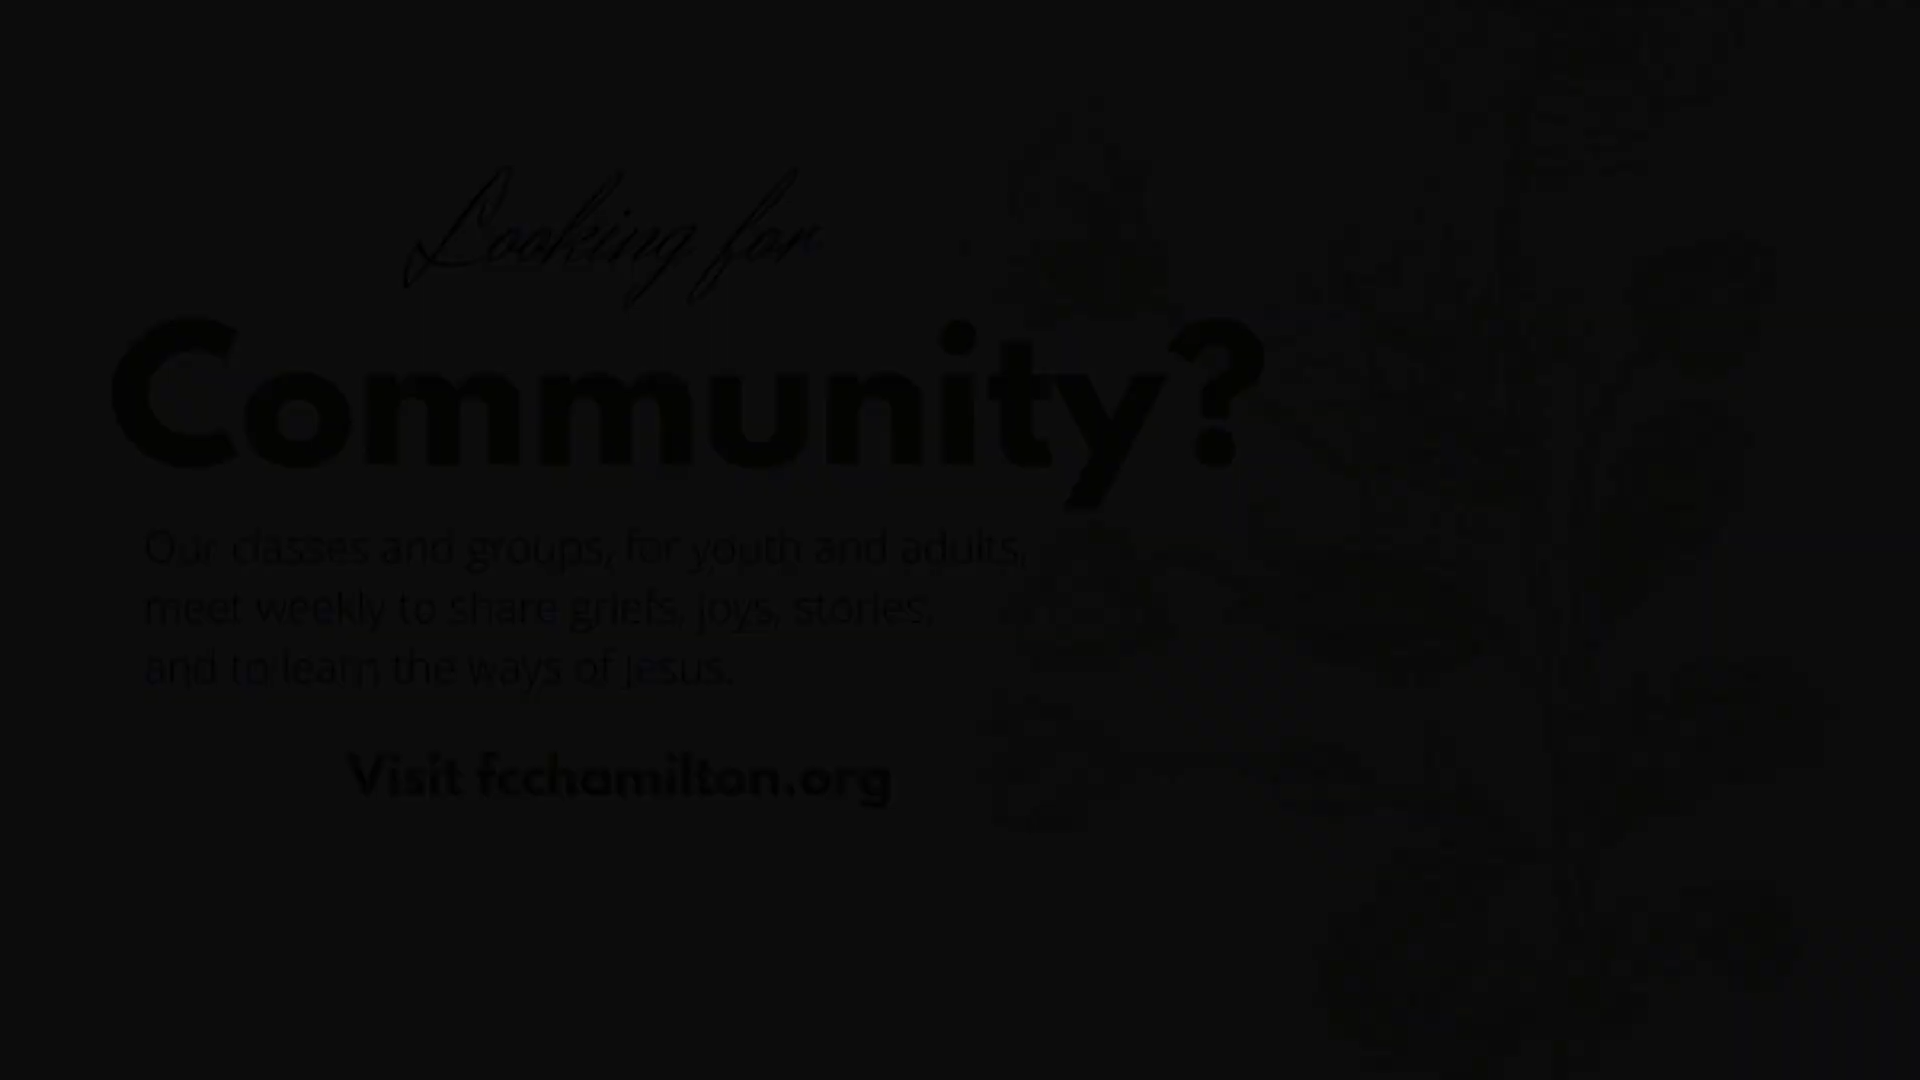 Looking for
Community?
Our classes and groups, for youth and adults,
meet weekly to share griefs, joys, stories,
and to learn the ways of Jesus.
Visit fcchamilton.org